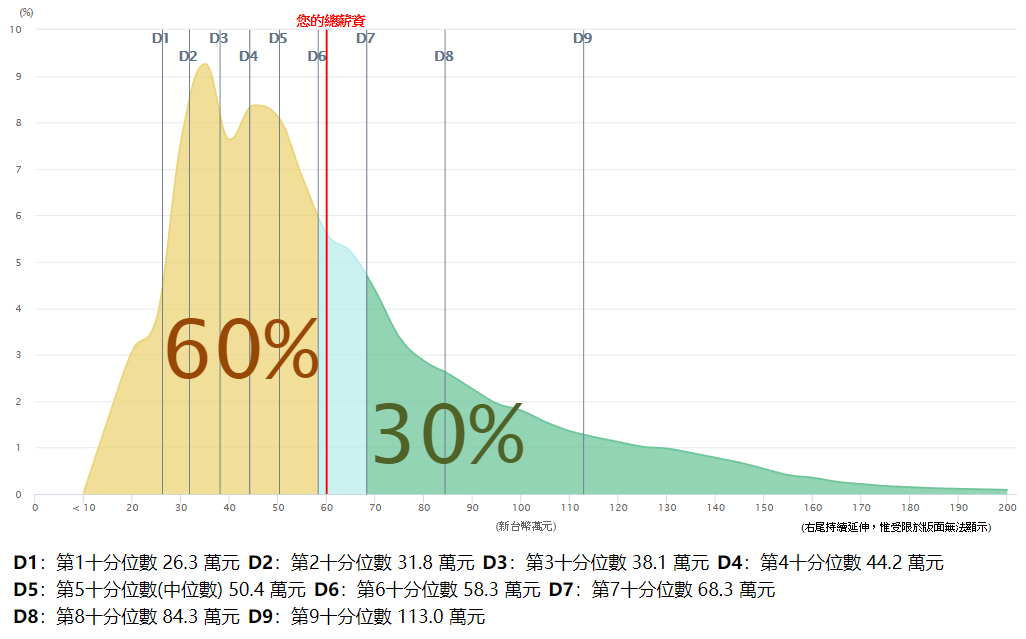 (%)
您的總薪資
10
D1 D3 D5 D7 D9
D2 D4 D6 D8
9
8
7
6
5
4
3
2
1
0
60%
30%
0 <10 20 30 40 50 60 70 80 90 100 110 120 130 140 150 160 170 180 190 200
(新台幣萬元)
(右尾持續延伸，惟受限於版面無法顯示)
D1： 第1十分位數 26.3 萬元 D2： 第2十分位數 31.8 萬元 D3： 第3十分位數 38.1 萬元 D4： 第4十分位數 44.2 萬元
D5： 第5十分位數(中位數) 50.4 萬元 D6： 第6十分位數 58.3 萬元 D7： 第7十分位數 68.3 萬元
D8： 第8十分位數 84.3 萬元 D9： 第9十分位數 113.0 萬元